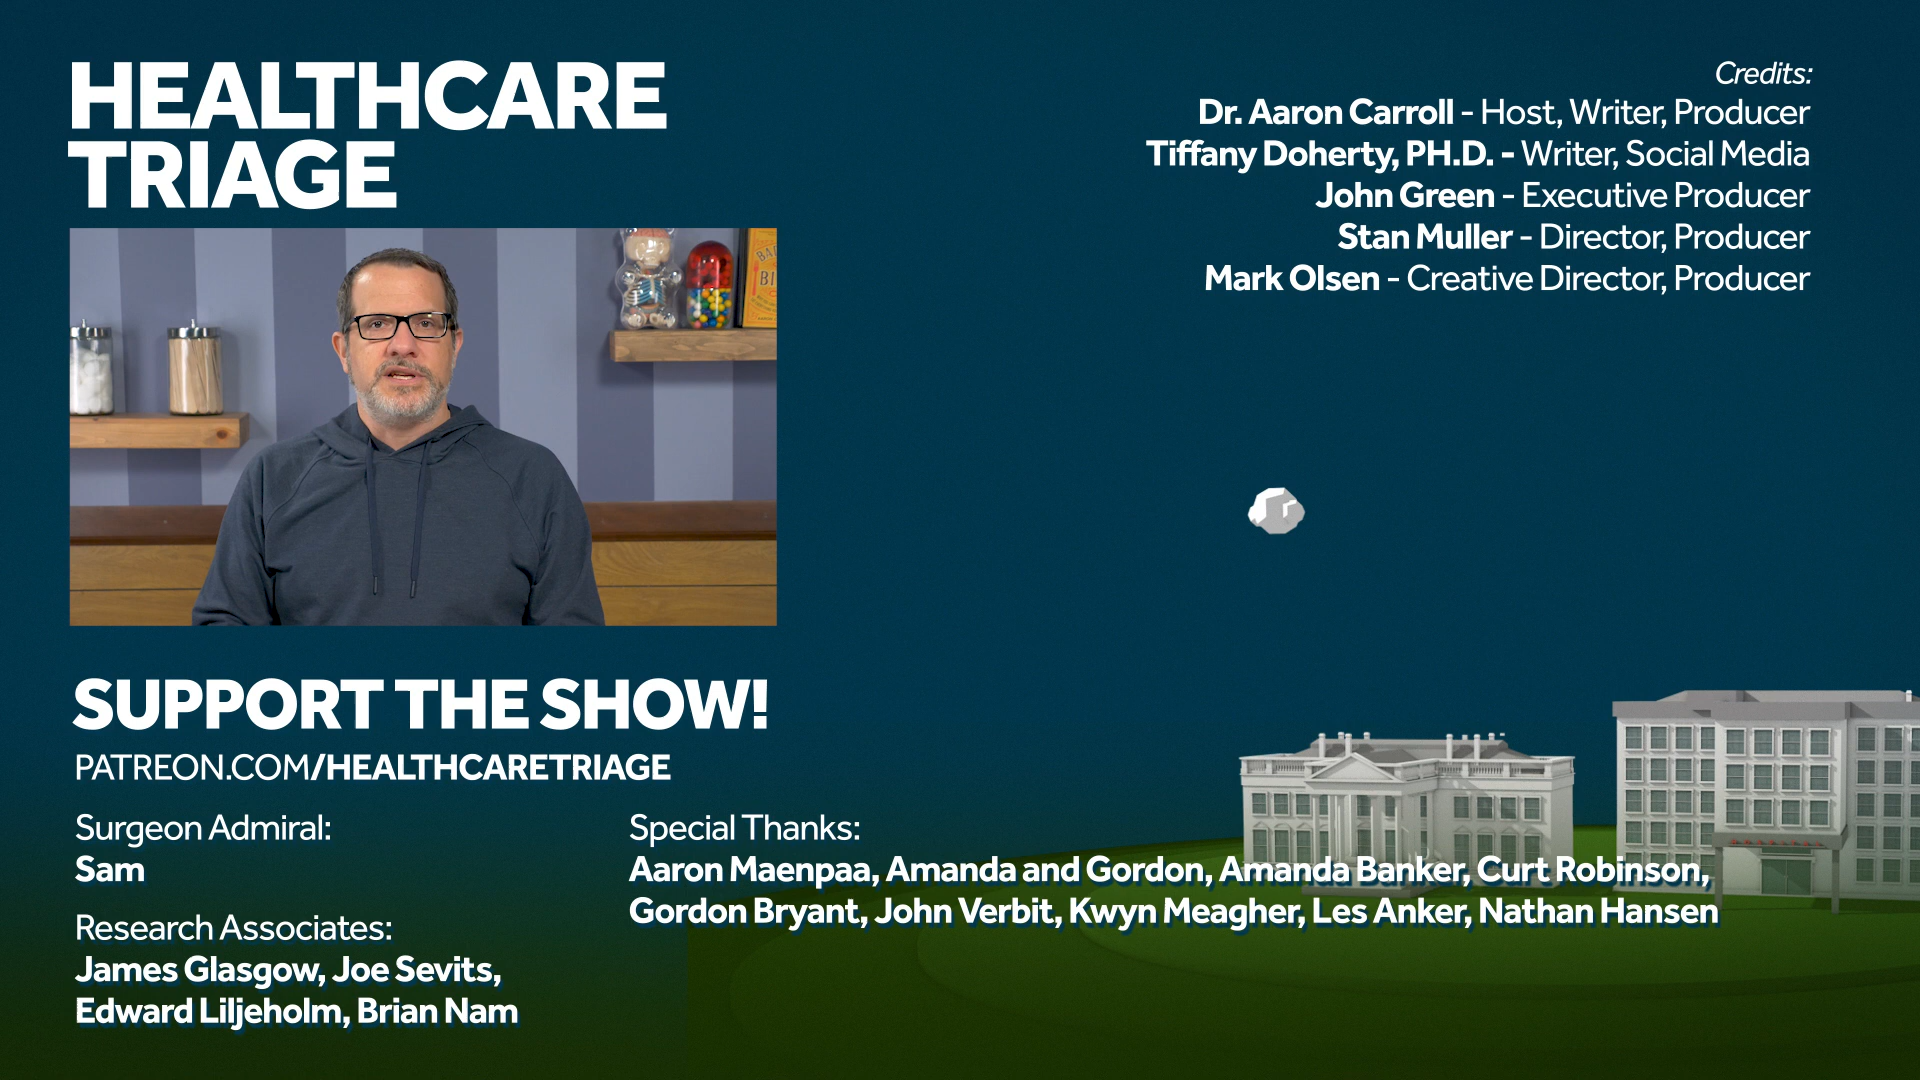 HEALTHCARE
TRIAGE
Credits:
Dr. Aaron Carroll - Host, Writer, Producer
Tiffany Doherty, PH.D. - Writer, Social Media
John Green - Executive Producer
Stan Muller - Director, Producer
Mark Olsen - Creative Director, Producer
SUPPORT THE SHOW!
PATREON.COM/HEALTHCARETRIAGE
Surgeon Admiral:
Sam
Research Associates:
James Glasgow, Joe Sevits,
Edward Liljeholm, Brian Nam
Special Thanks:
Aaron Maenpaa, Amanda and Gordon, Amanda Banker, Curt Robinson,
Gordon Bryant, John Verbit, Kwyn Meagher, Les Anker, Nathan Hansen